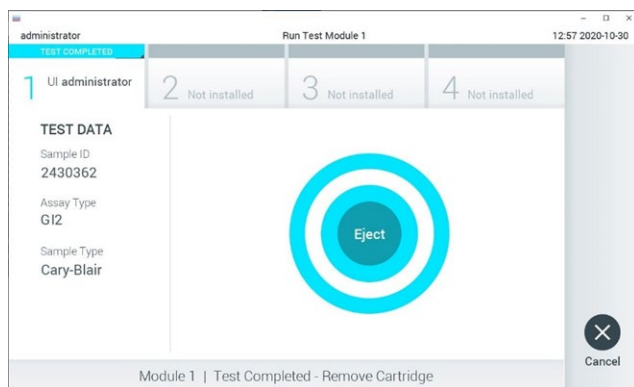 administrator Run Test Module 1 12:57 2020-10-30
TEST COMPLETED
1 UI administrator
2 Not installed
3 Not installed
4 Not installed
TEST DATA
Sample ID
2430362
Assay Type
GI2
Sample Type
Cary-Blair
Eject
Cancel
Module 1 | Test Completed - Remove Cartridge